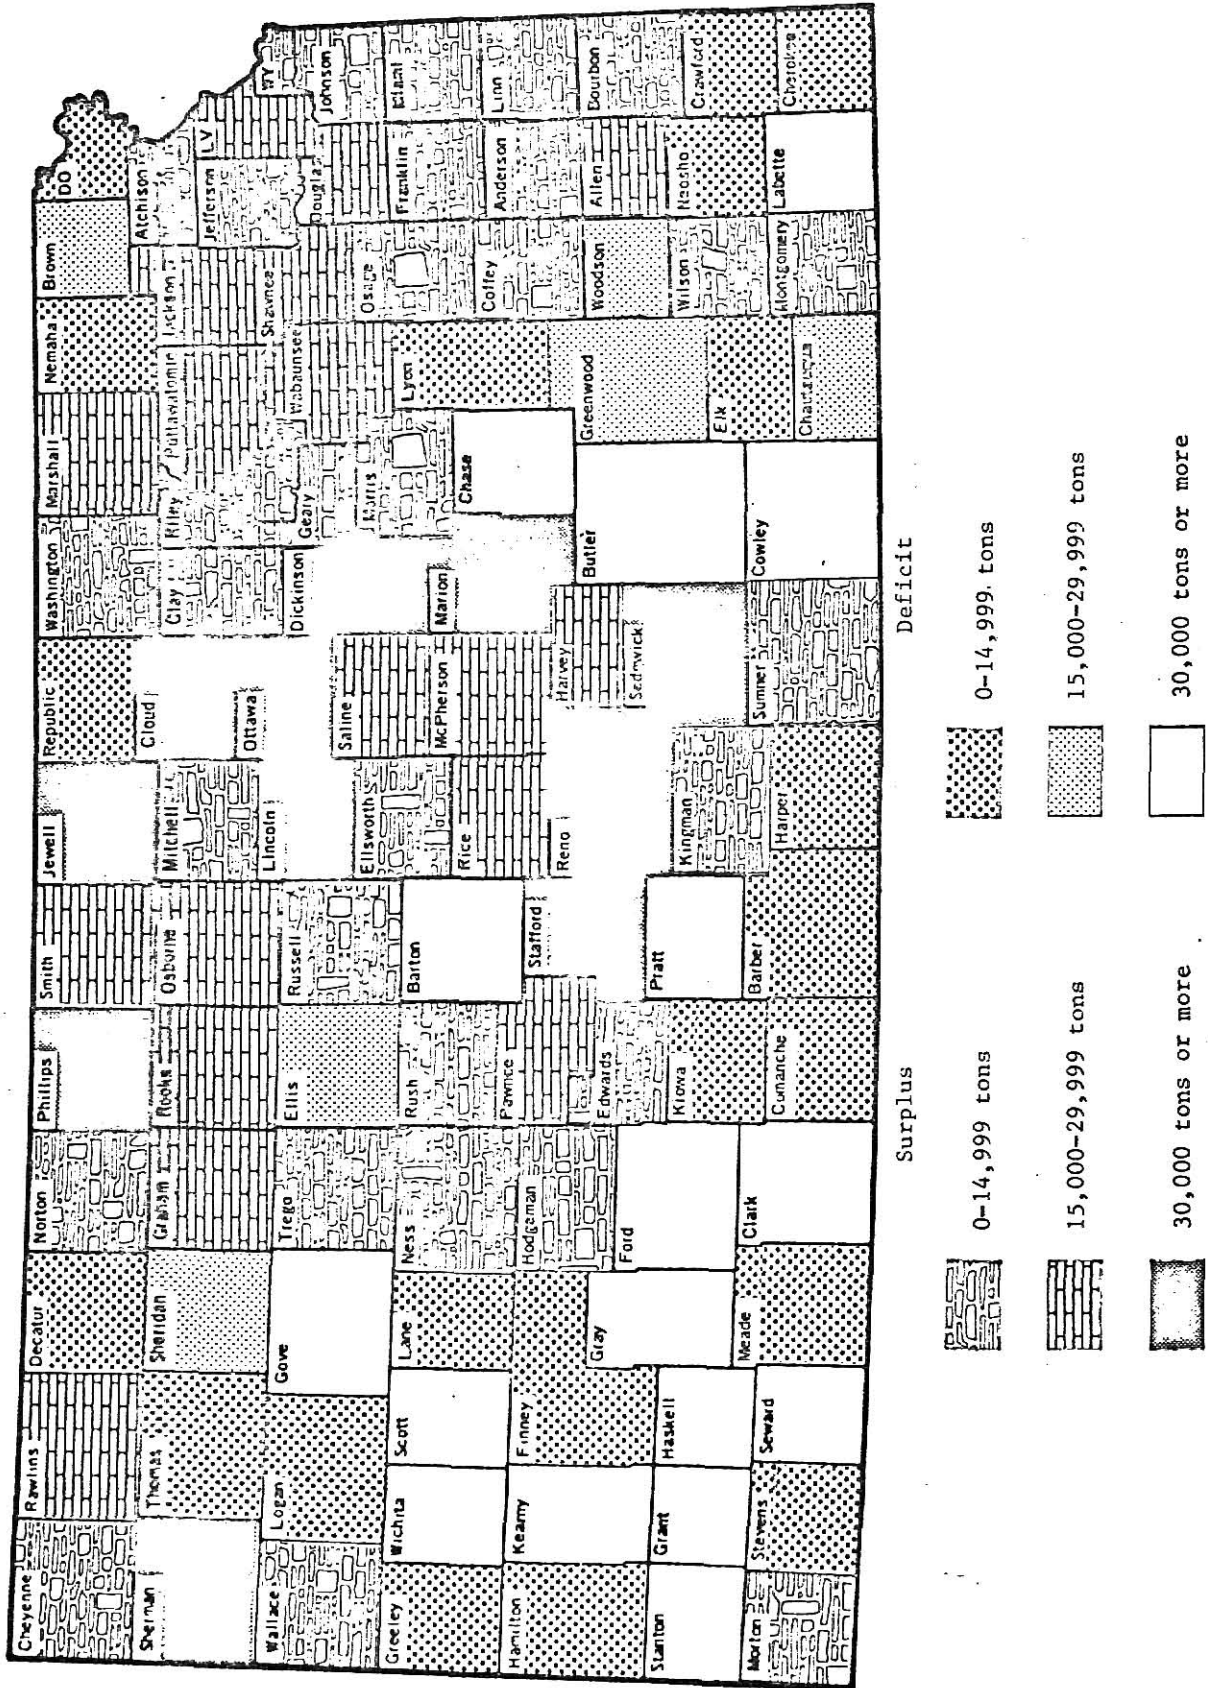 Cheyenne
Rawlins
Decatur
Norton
Phillips
Smith
Jewell
Republic
Washington
Marshall
Nemaha
Brown
DO
Sherman
Thomas
Sheridan
Graham
Rooks
Osborne
Mitchell
Cloud
Clay
Riley
Pottawatomie
Jackson
Atchison
Jefferson
LV
WY
Wallace
Logan
Gove
Trego
Ellis
Russell
Lincoln
Ottawa
Dickinson
Geary
Wabaunsee
Shawnee
Douglas
Johnson
Greeley
Wichita
Scott
Lane
Ness
Rush
Barton
Ellsworth
Saline
Morris
Lyon
Osage
Franklin
Miami
Hamilton
Kearny
Finney
Hodgeman
Pawnee
Stafford
Rice
McPherson
Marion
Chase
Coffey
Anderson
Linn
Stanton
Grant
Haskell
Gray
Ford
Edwards
Kiowa
Pratt
Reno
Harvey
Sedgwick
Butler
Greenwood
Woodson
Allen
Bourbon
Morton
Stevens
Seward
Meade
Clark
Comanche
Barber
Kingman
Harper
Sumner
Cowley
Elk
Chautauqua
Wilson
Montgomery
Neosho
Labette
Crawford
Cherokee
Surplus
Deficit
0-14,999 tons
0-14,999. tons
15,000-29,999 tons
15,000-29,999 tons
30,000 tons or more
30,000 tons or more